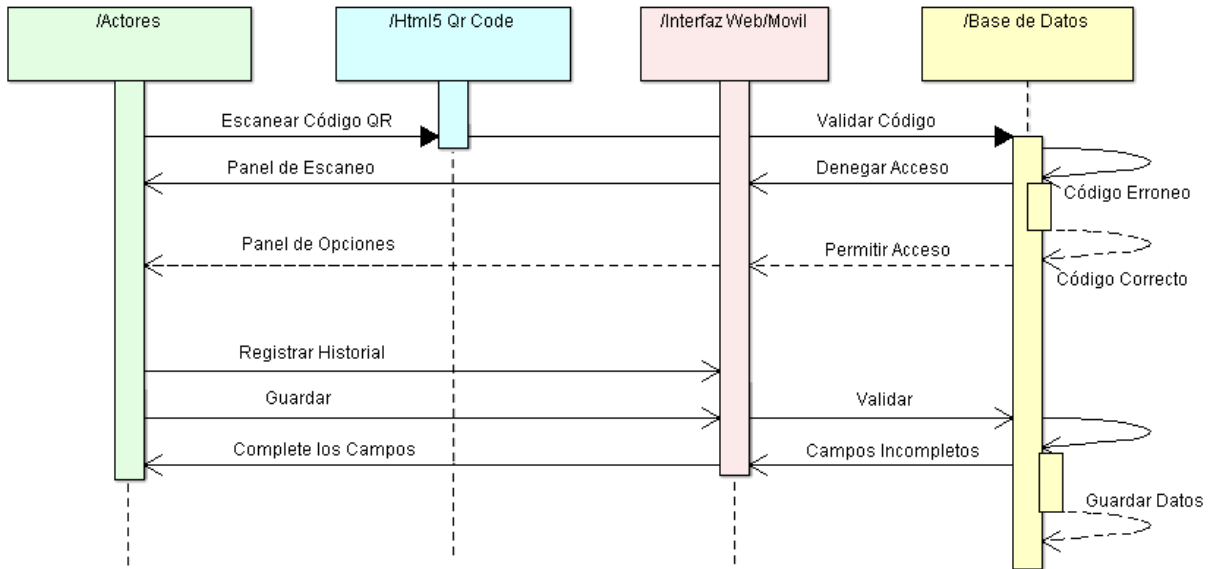 /Actores
/Html5 Qr Code
/Interfaz Web/Movil
/Base de Datos
Escanear Código QR
Validar Código
Panel de Escaneo
Denegar Acceso
Código Erroneo
Panel de Opciones
Permitir Acceso
Código Correcto
Registrar Historial
Guardar
Validar
Complete los Campos
Campos Incompletos
Guardar Datos